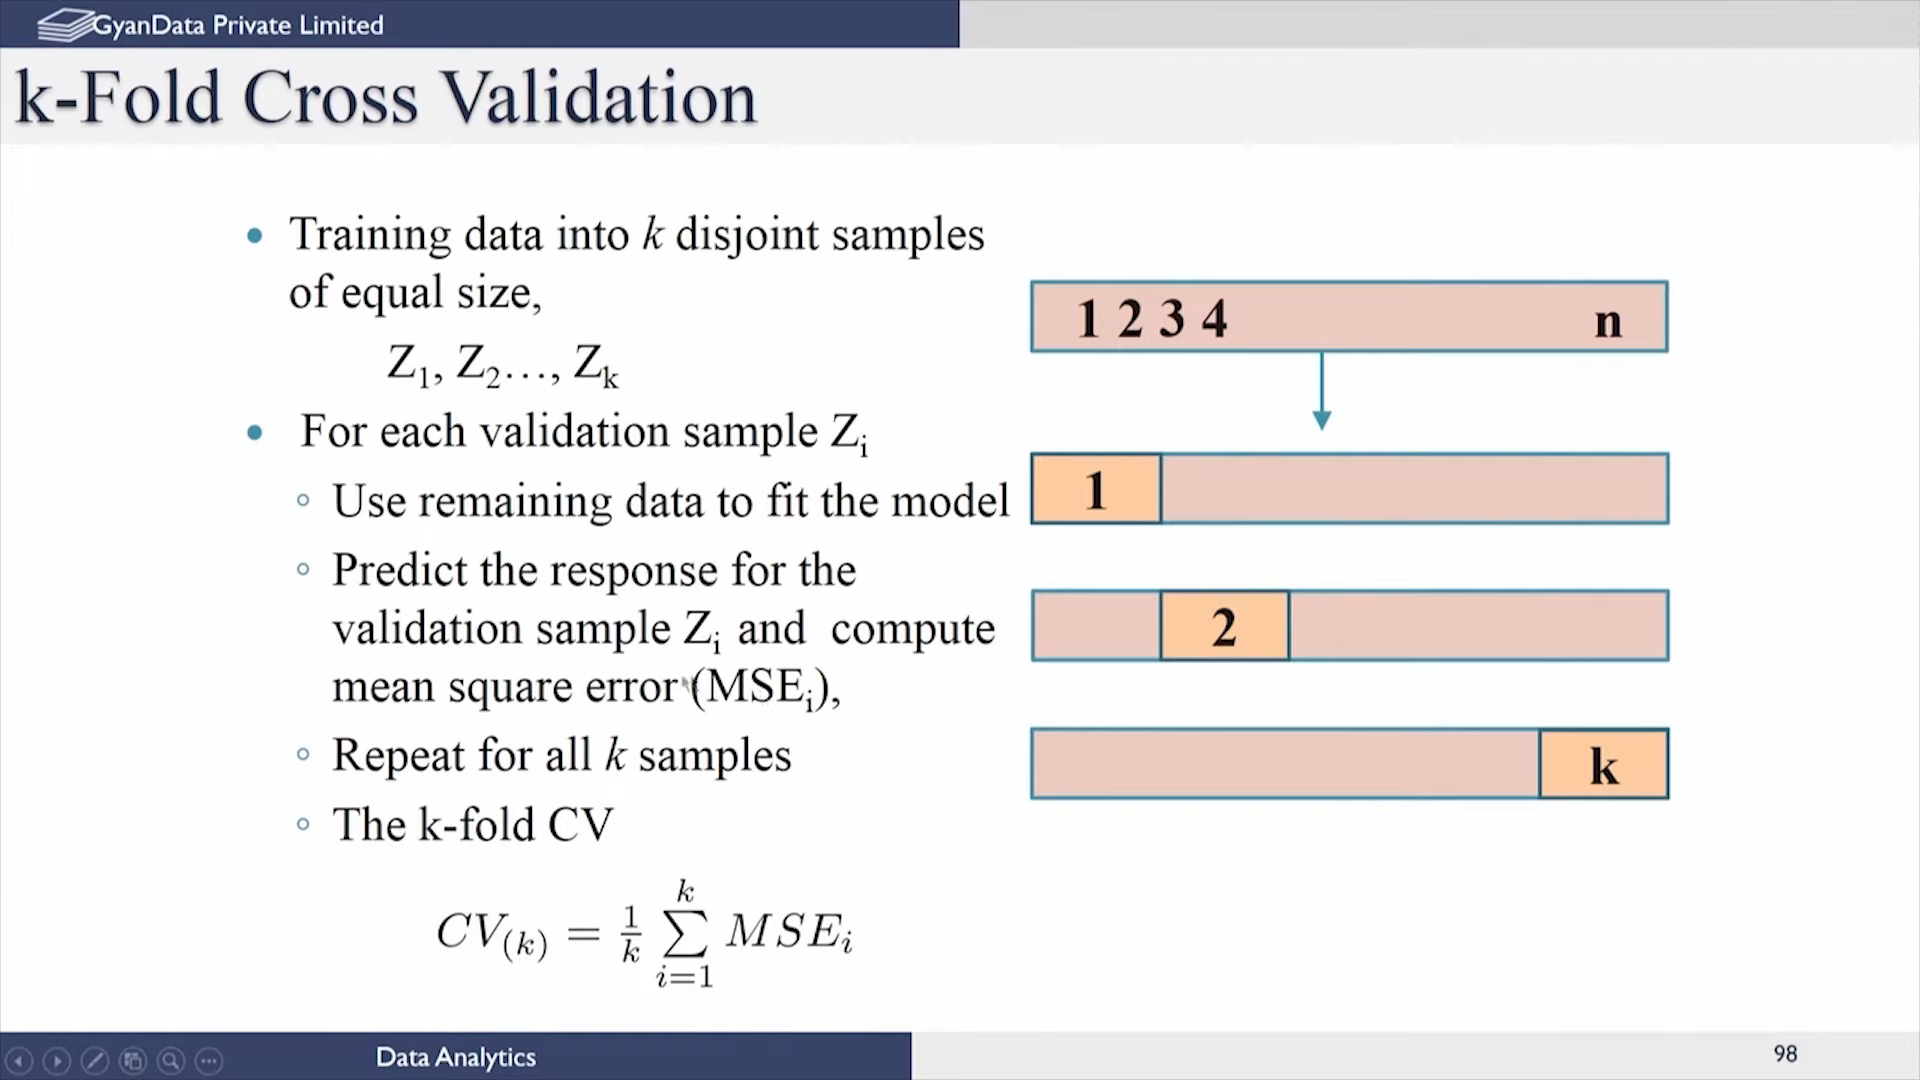 GyanData Private Limited
k-Fold Cross Validation
• Training data into k disjoint samples
of equal size,
Z1, Z2…, Zk
• For each validation sample Zi
◦ Use remaining data to fit the model
◦ Predict the response for the
validation sample Zi and compute
mean square error (MSEi),
◦ Repeat for all k samples
◦ The k-fold CV
CV(k) = 1/k ∑_{i=1}^{k} MSEi
1 2 3 4 n
1
2
k
Data Analytics
98